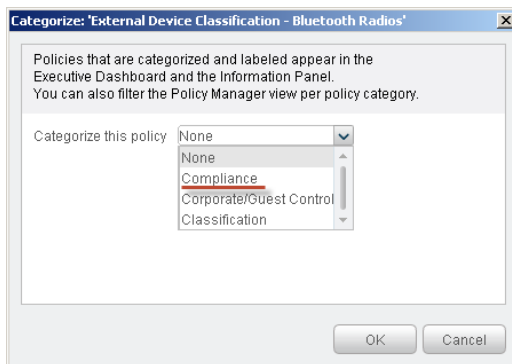 Categorize: 'External Device Classification - Bluetooth Radios'
Policies that are categorized and labeled appear in the
Executive Dashboard and the Information Panel.
You can also filter the Policy Manager view per policy category.
Categorize this policy None
None
Compliance
Corporate/Guest Control
Classification
OK Cancel